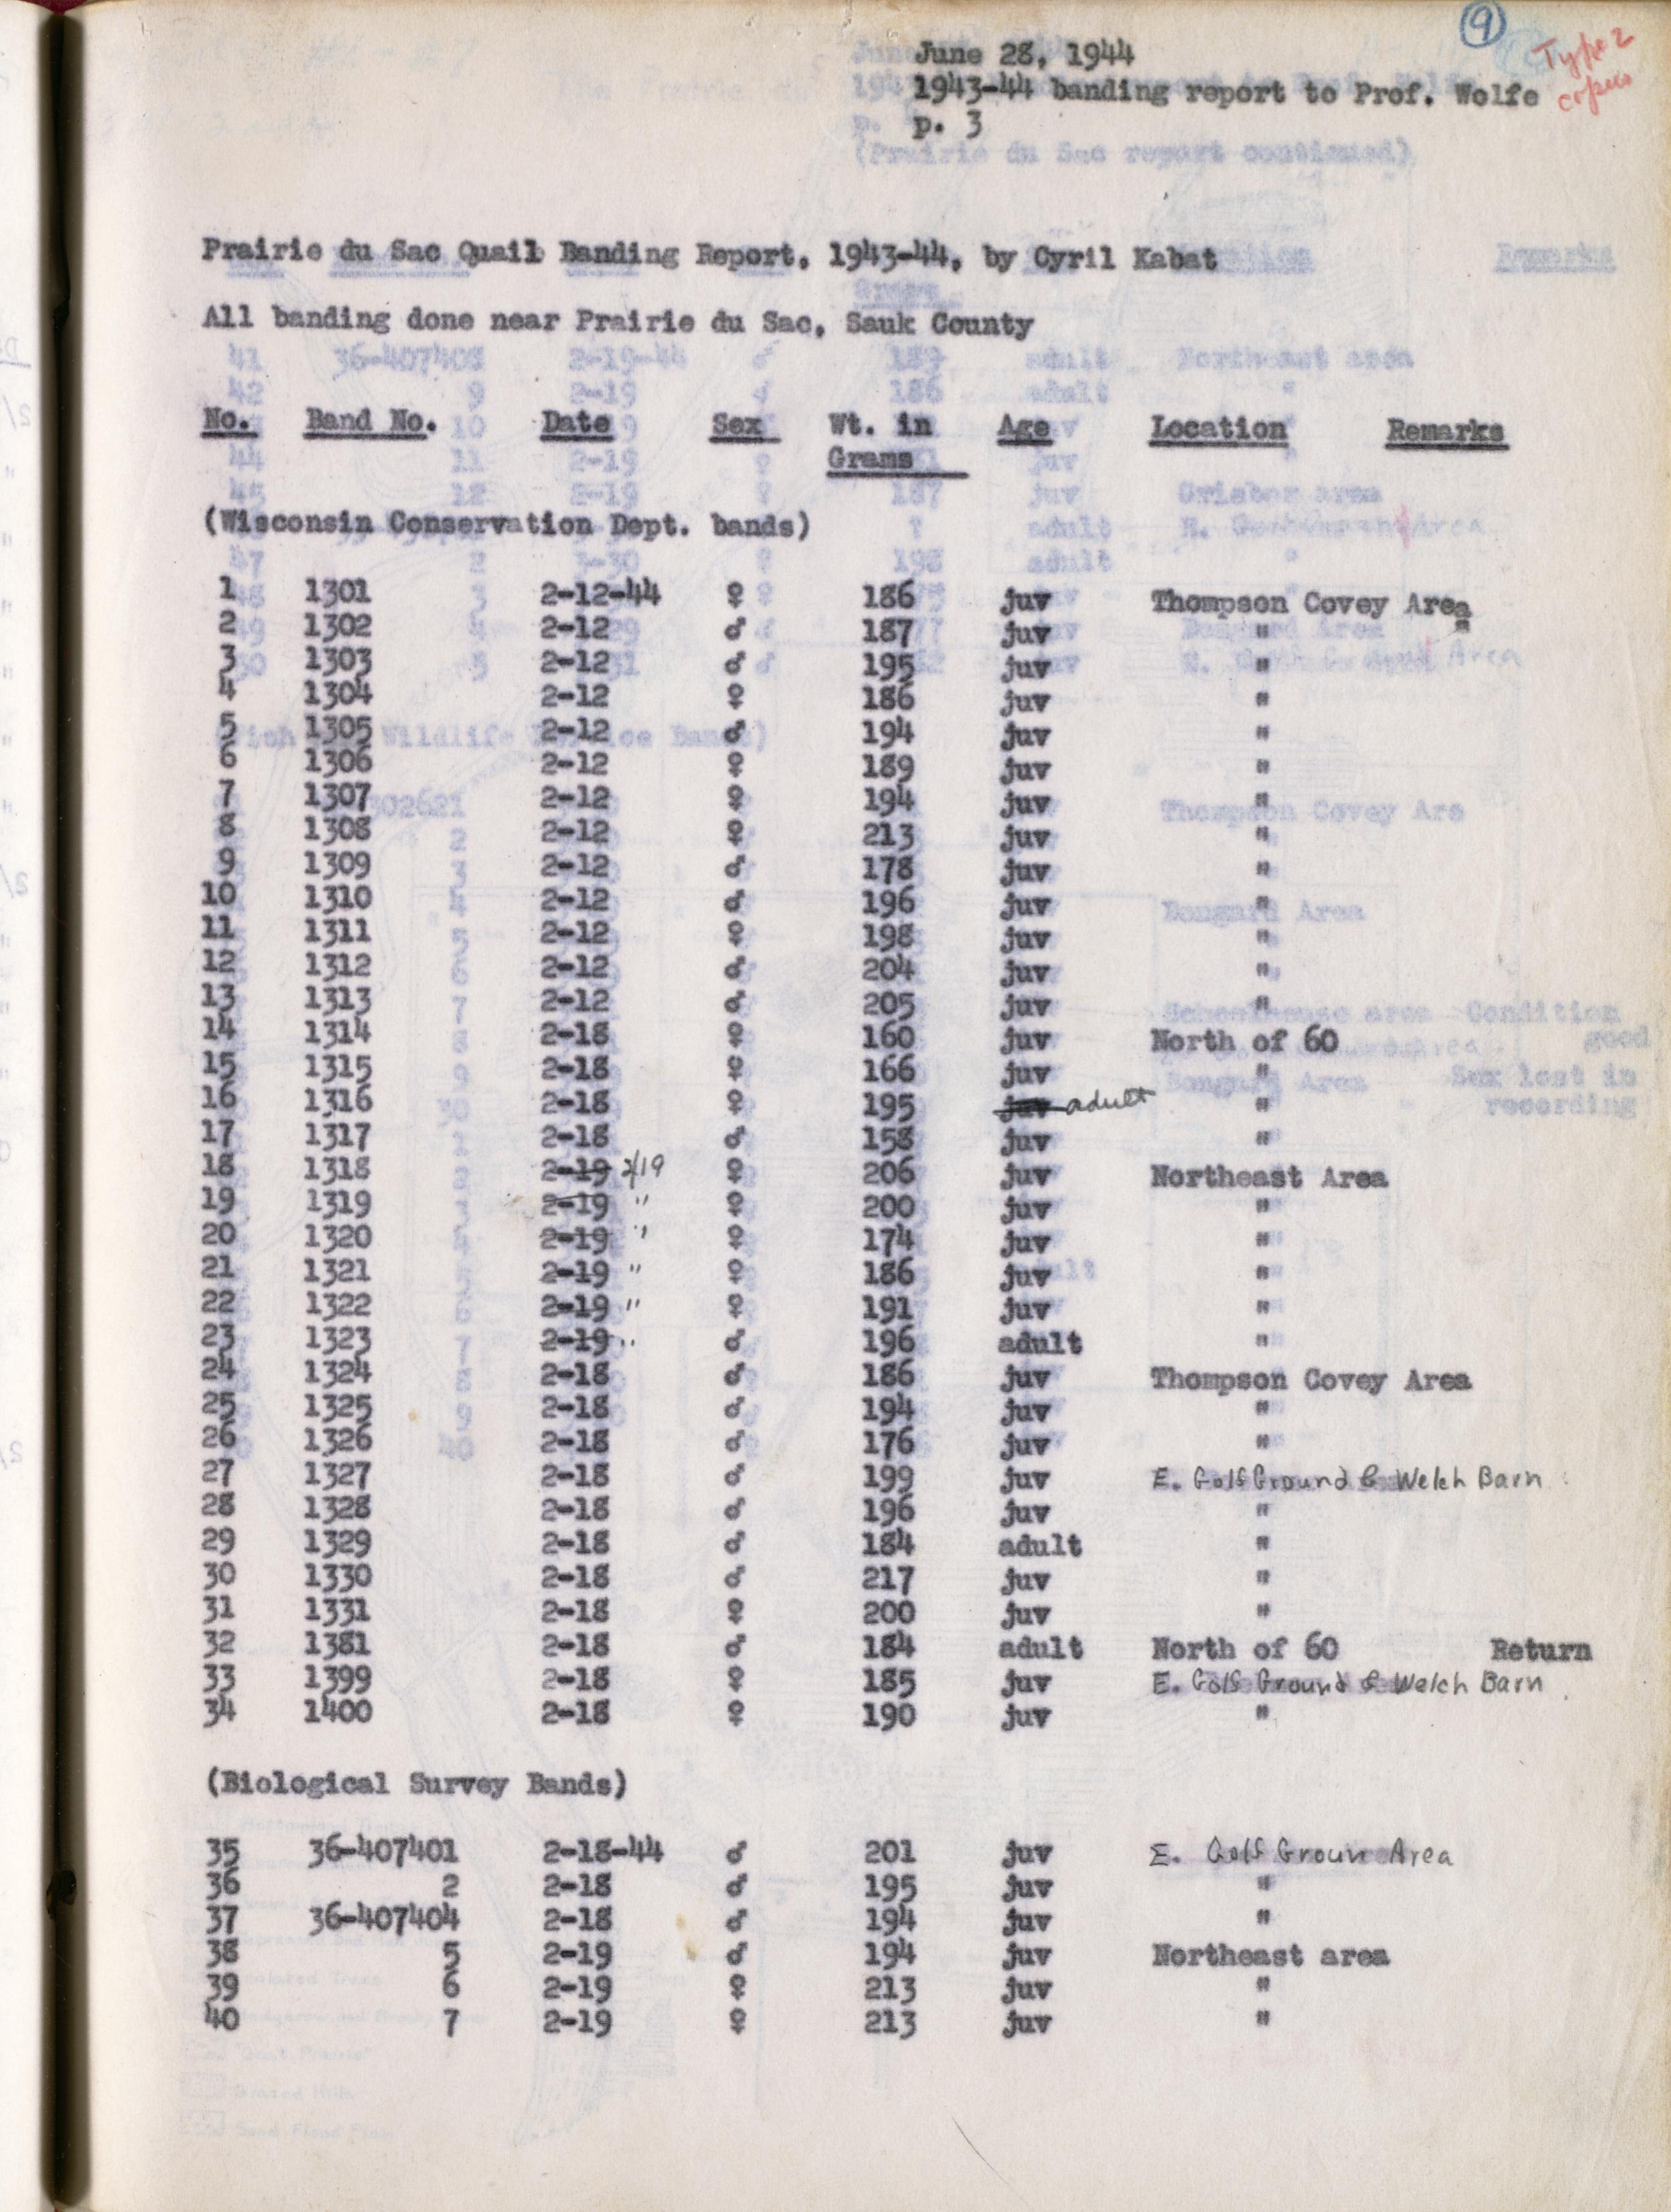 9
Type 2
copies
June 28, 1944
1943-44 banding report to Prof. Wolfe
p. 3
Prairie du Sac Quail Banding Report, 1943-44, by Cyril Kabat
All banding done near Prairie du Sac, Sauk County
No. Band No. Date Sex Wt. in Grams Age Location Remarks
(Wisconsin Conservation Dept. bands)
1 1301 2-12-44 ♀ 186 juv Thompson Covey Area
2 1302 2-12 ♂ 187 juv "
3 1303 2-12 ♂ 195 juv "
4 1304 2-12 ♀ 186 juv "
5 1305 2-12 ♂ 194 juv "
6 1306 2-12 ♀ 189 juv "
7 1307 2-12 ♀ 194 juv "
8 1308 2-12 ♀ 213 juv "
9 1309 2-12 ♂ 178 juv "
10 1310 2-12 ♂ 196 juv "
11 1311 2-12 ♀ 198 juv "
12 1312 2-12 ♂ 204 juv "
13 1313 2-12 ♂ 205 juv "
14 1314 2-18 ♀ 160 juv North of 60
15 1315 2-18 ♀ 166 juv "
16 1316 2-18 ♀ 195 juv adult "
17 1317 2-18 ♂ 158 juv "
18 1318 2-19 2/19 ♀ 206 juv Northeast Area
19 1319 2-19 " ♀ 200 juv "
20 1320 2-19 " ♀ 174 juv "
21 1321 2-19 " ♀ 186 juv "
22 1322 2-19 " ♀ 191 juv "
23 1323 2-19 " ♂ 196 adult "
24 1324 2-18 ♂ 186 juv Thompson Covey Area
25 1325 2-18 ♂ 194 juv "
26 1326 2-18 ♂ 176 juv "
27 1327 2-18 ♂ 199 juv E. Golf Ground & Welch Barn
28 1328 2-18 ♂ 196 juv "
29 1329 2-18 ♂ 184 adult "
30 1330 2-18 ♂ 217 juv "
31 1331 2-18 ♀ 200 juv "
32 1381 2-18 ♂ 184 adult North of 60 Return
33 1399 2-18 ♀ 185 juv E. Golf Ground & Welch Barn
34 1400 2-18 ♀ 190 juv "
(Biological Survey Bands)
35 36-407401 2-18-44 ♂ 201 juv E. Golf Groun Area
36 2 2-18 ♂ 195 juv "
37 36-407404 2-18 ♂ 194 juv "
38 5 2-19 ♂ 194 juv Northeast area
39 6 2-19 ♀ 213 juv "
40 7 2-19 ♀ 213 juv "